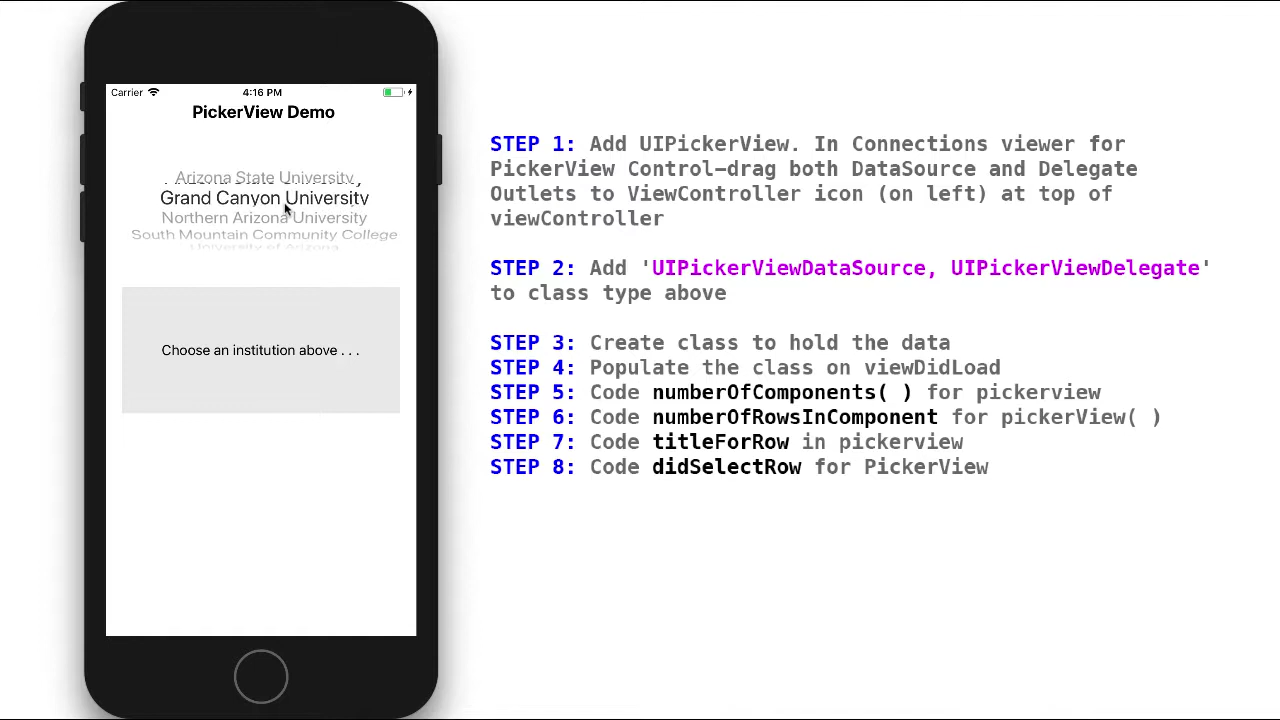 Carrier 4:16 PM
PickerView Demo
Arizona State University
Grand Canyon University
Northern Arizona University
South Mountain Community College
University of Arizona
Choose an institution above . . .
STEP 1: Add UIPickerView. In Connections viewer for
PickerView Control-drag both DataSource and Delegate
Outlets to ViewController icon (on left) at top of
viewController
STEP 2: Add 'UIPickerViewDataSource, UIPickerViewDelegate'
to class type above
STEP 3: Create class to hold the data
STEP 4: Populate the class on viewDidLoad
STEP 5: Code numberOfComponents( ) for pickerview
STEP 6: Code numberOfRowsInComponent for pickerView( )
STEP 7: Code titleForRow in pickerview
STEP 8: Code didSelectRow for PickerView